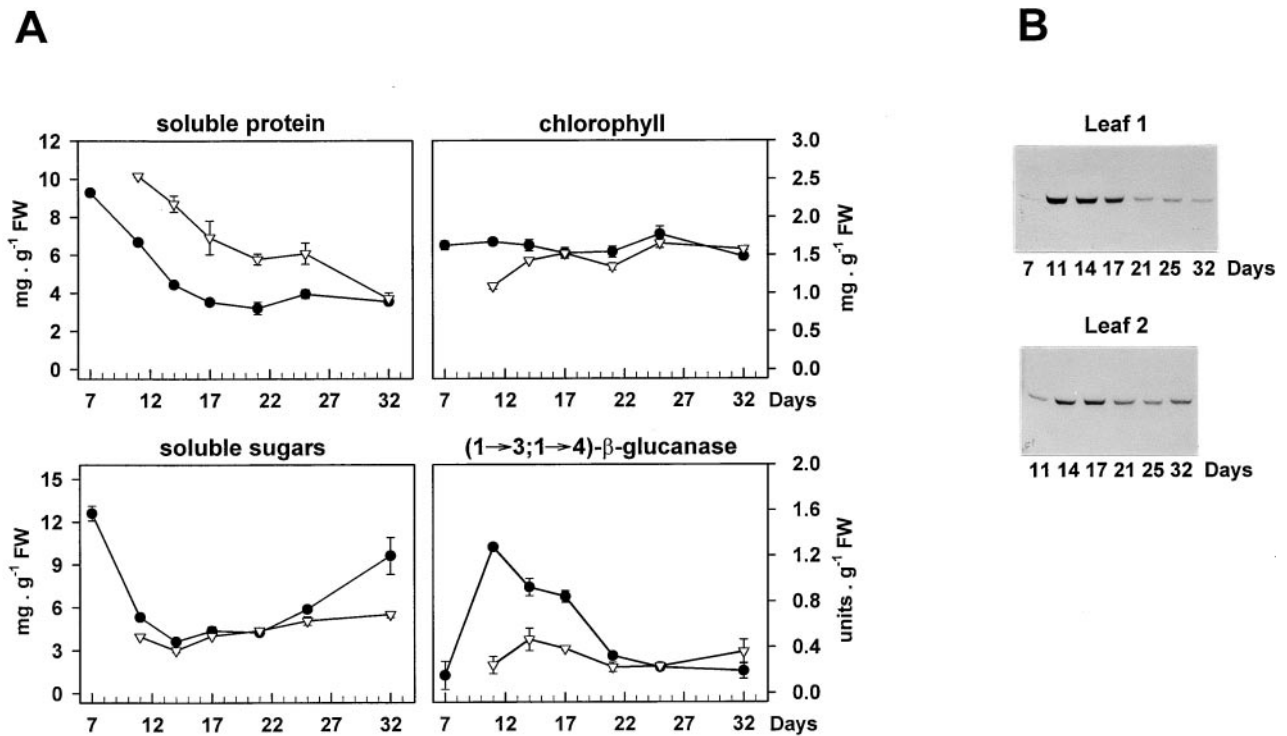 A
B
soluble protein
chlorophyll
12
10
8
6
4
2
0
mg . g-1 FW
3.0
2.5
2.0
1.5
1.0
0.5
0.0
mg . g-1 FW
7 12 17 22 27 32
7 12 17 22 27 32 Days
soluble sugars
(1→3;1→4)-β-glucanase
15
12
9
6
3
0
mg . g-1 FW
2.0
1.6
1.2
0.8
0.4
0.0
units . g-1 FW
7 12 17 22 27 32
7 12 17 22 27 32 Days
Leaf 1
7 11 14 17 21 25 32 Days
Leaf 2
11 14 17 21 25 32 Days